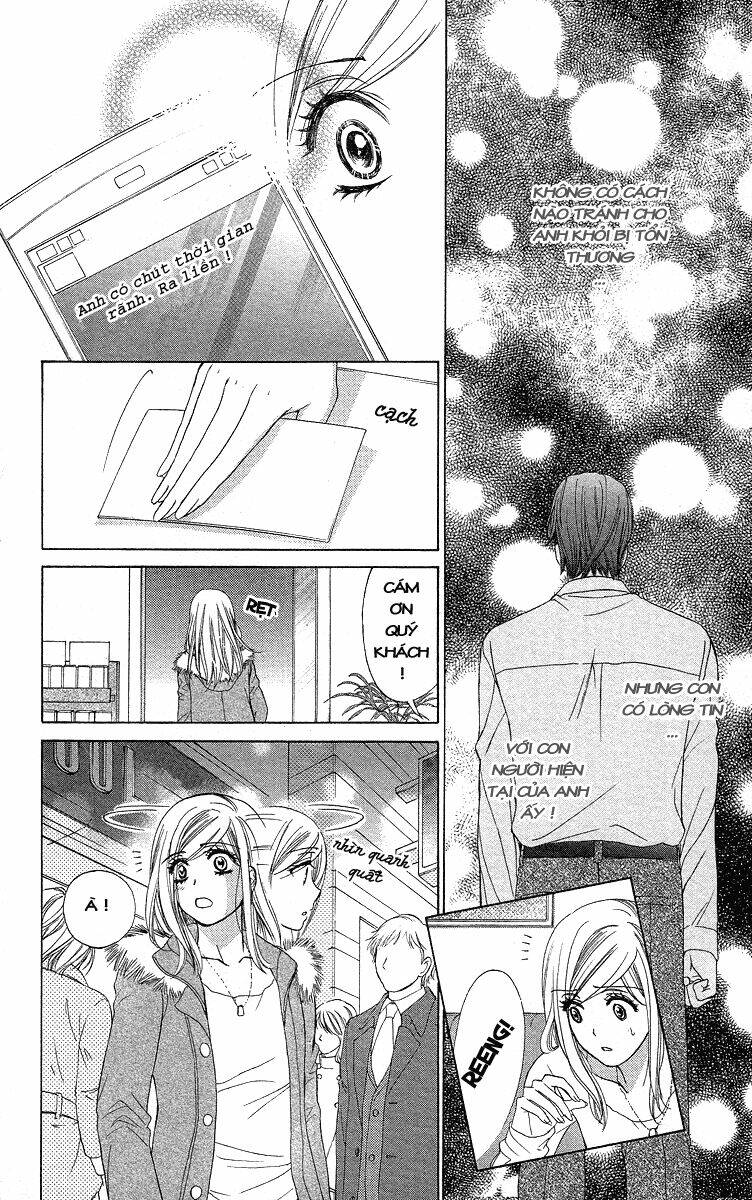 KHÔNG CÓ CÁCH
NÀO TRÁNH CHO
ANH KHỎI BỊ TỔN
THƯƠNG
...
NHƯNG CON
CÓ LÒNG TIN
...
VỚI CON
NGƯỜI HIỆN
TẠI CỦA ANH
ẤY !
REENG!
Anh có chút thời gian
rãnh. Ra liền !
cạch
RẸT
CÁM
ƠN
QUÝ
KHÁCH
!
nhìn quanh
quất
À !